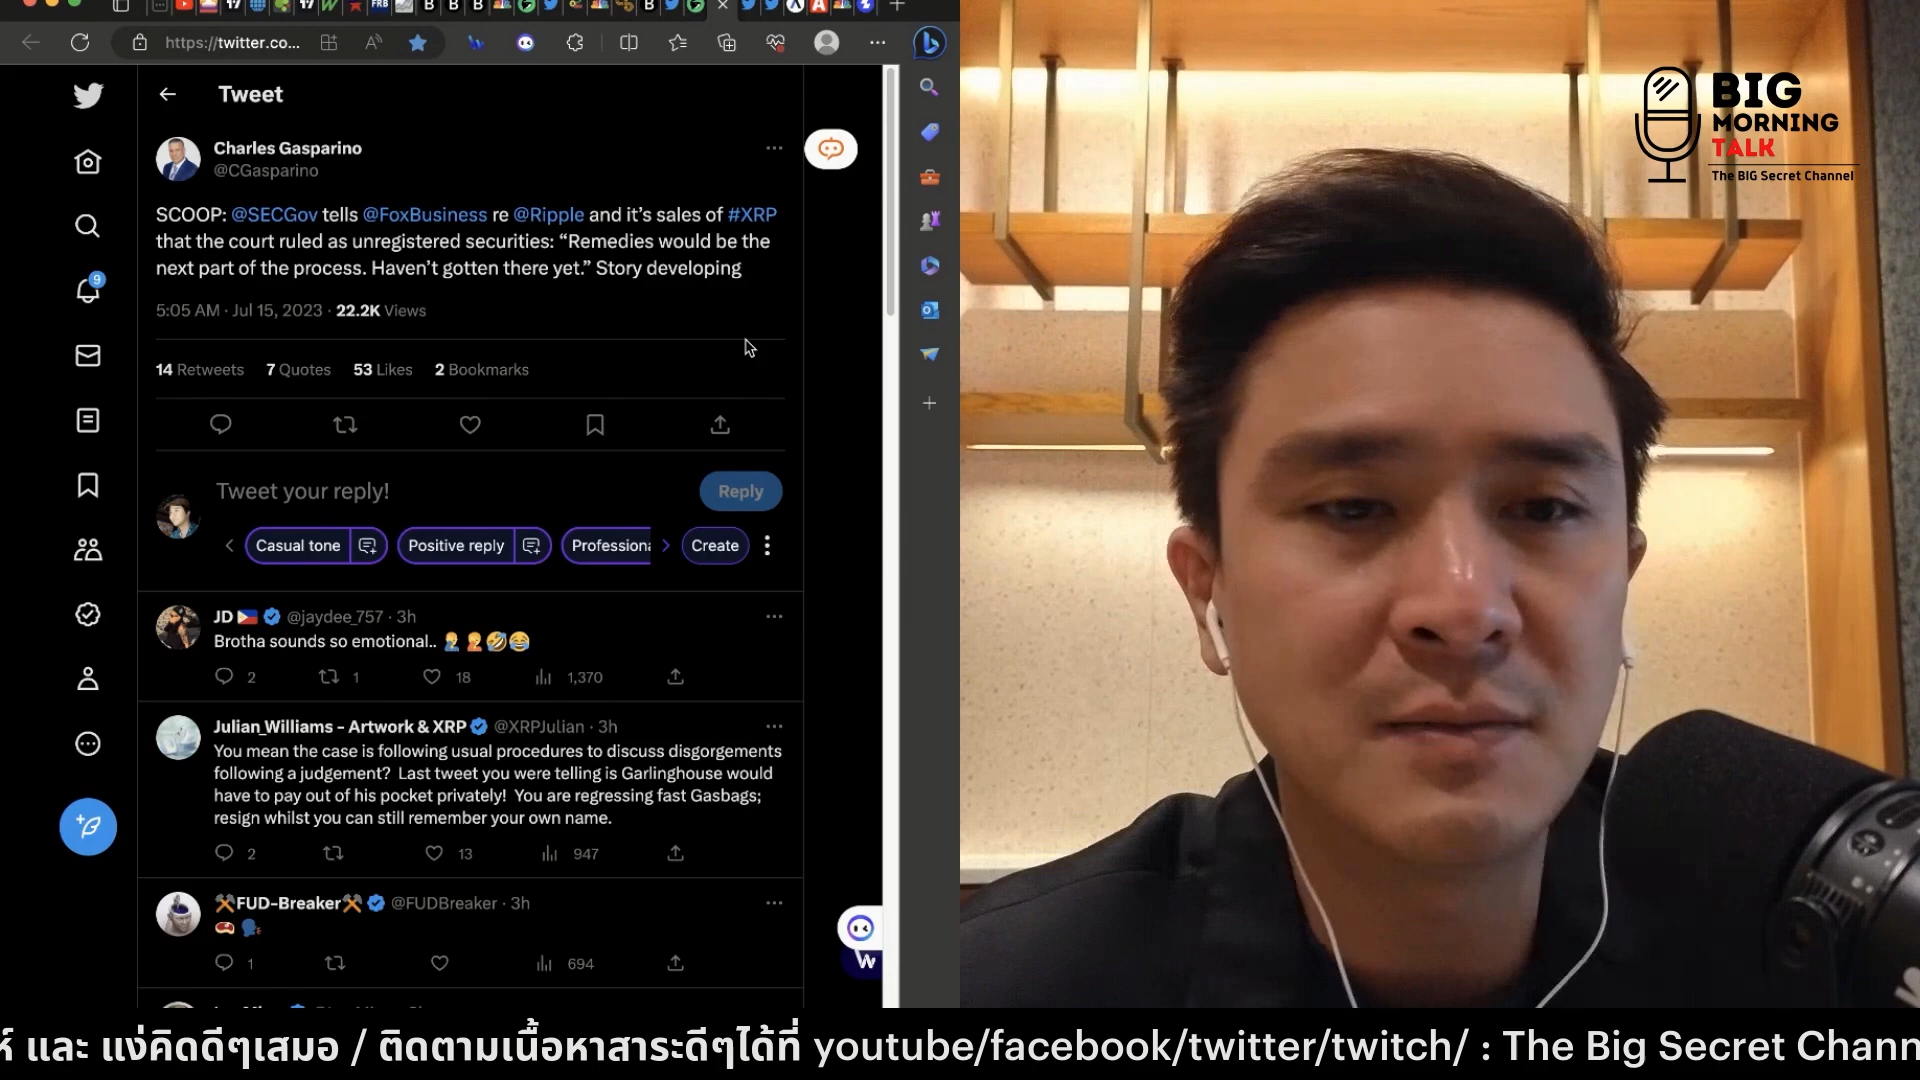 https://twitter.co...
Tweet
Charles Gasparino
@CGasparino
SCOOP: @SECGov tells @FoxBusiness re @Ripple and it's sales of #XRP
that the court ruled as unregistered securities: “Remedies would be the
next part of the process. Haven't gotten there yet.” Story developing
5:05 AM · Jul 15, 2023 · 22.2K Views
14 Retweets 7 Quotes 53 Likes 2 Bookmarks
9
Tweet your reply!
Reply
Casual tone Positive reply Professiona Create
JD @jaydee_757 · 3h
Brotha sounds so emotional..
2 1 18 1,370
Julian_Williams - Artwork & XRP @XRPJulian · 3h
You mean the case is following usual procedures to discuss disgorgements
following a judgement? Last tweet you were telling is Garlinghouse would
have to pay out of his pocket privately! You are regressing fast Gasbags;
resign whilst you can still remember your own name.
2 13 947
FUD-Breaker @FUDBreaker · 3h
1 694
BIG
MORNING
TALK
The BIG Secret Channel
และ แง่คิดดีๆเสมอ / ติดตามเนื้อหาสาระดีๆได้ที่ youtube/facebook/twitter/twitch/ : The Big Secret Chann